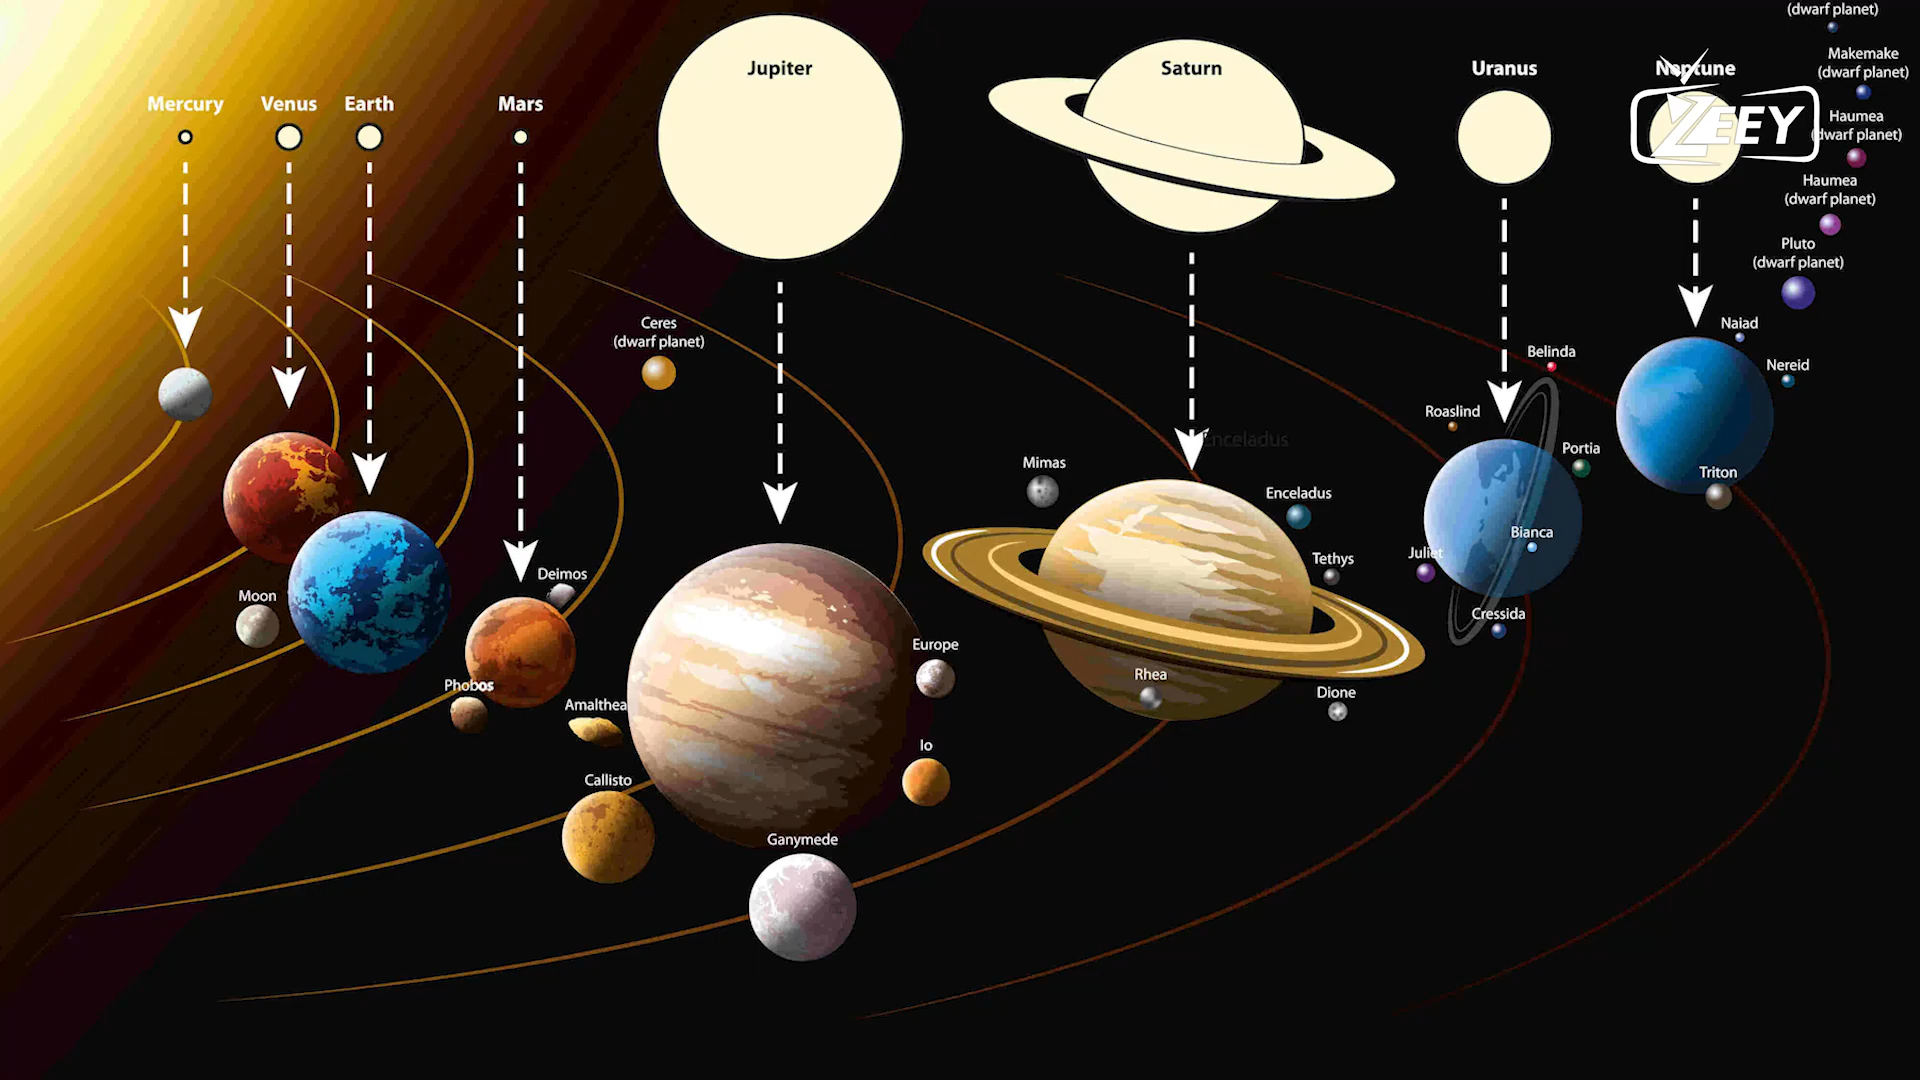 (dwarf planet)
Makemake
(dwarf planet)
Jupiter
Saturn
Uranus
Neptune
Mercury
Venus
Earth
Mars
ZEEY
Haumea
(dwarf planet)
Haumea
(dwarf planet)
Pluto
(dwarf planet)
Ceres
(dwarf planet)
Naiad
Belinda
Nereid
Roaslind
Enceladus
Portia
Mimas
Triton
Enceladus
Bianca
Juliet
Tethys
Deimos
Moon
Cressida
Europe
Rhea
Phobos
Dione
Amalthea
Io
Callisto
Ganymede